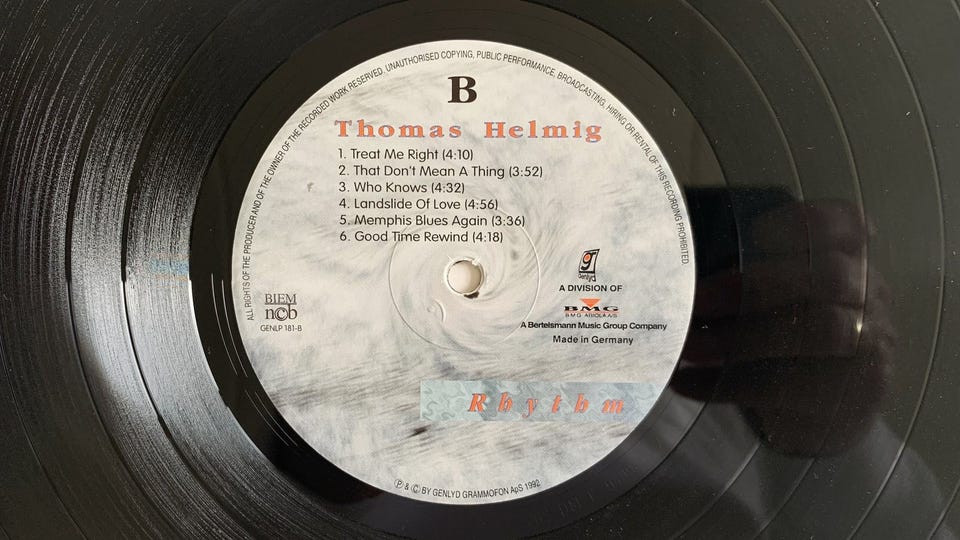 ALL RIGHTS OF THE PRODUCER AND OF THE OWNER OF THE RECORDED WORK RESERVED, UNAUTHORISED COPYING, PUBLIC PERFORMANCE, BROADCASTING, HIRING OR RENTAL OF THIS RECORDING PROHIBITED.
B
Thomas Helmig
1. Treat Me Right (4:10)
2. That Don't Mean A Thing (3:52)
3. Who Knows (4:32)
4. Landslide Of Love (4:56)
5. Memphis Blues Again (3:36)
6. Good Time Rewind (4:18)
g
Genlyd
A DIVISION OF
BMG
BMG ARIOLA A/S
A Bertelsmann Music Group Company
Made in Germany
BIEM
ncb
GENLP 181-B
Rhythm
Ⓟ & © BY GENLYD GRAMMOFON ApS 1992